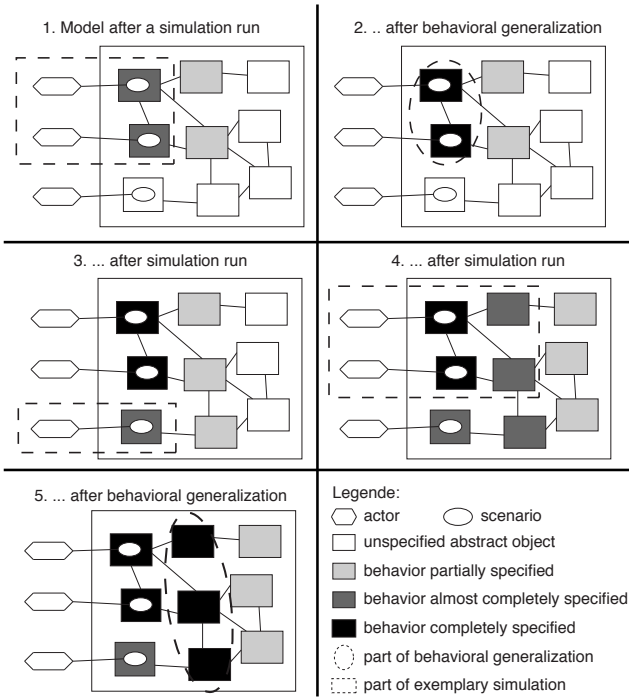 1. Model after a simulation run
2. .. after behavioral generalization
3. ... after simulation run
4. ... after simulation run
5. ... after behavioral generalization
Legende:
actor
scenario
unspecified abstract object
behavior partially specified
behavior almost completely specified
behavior completely specified
part of behavioral generalization
part of exemplary simulation